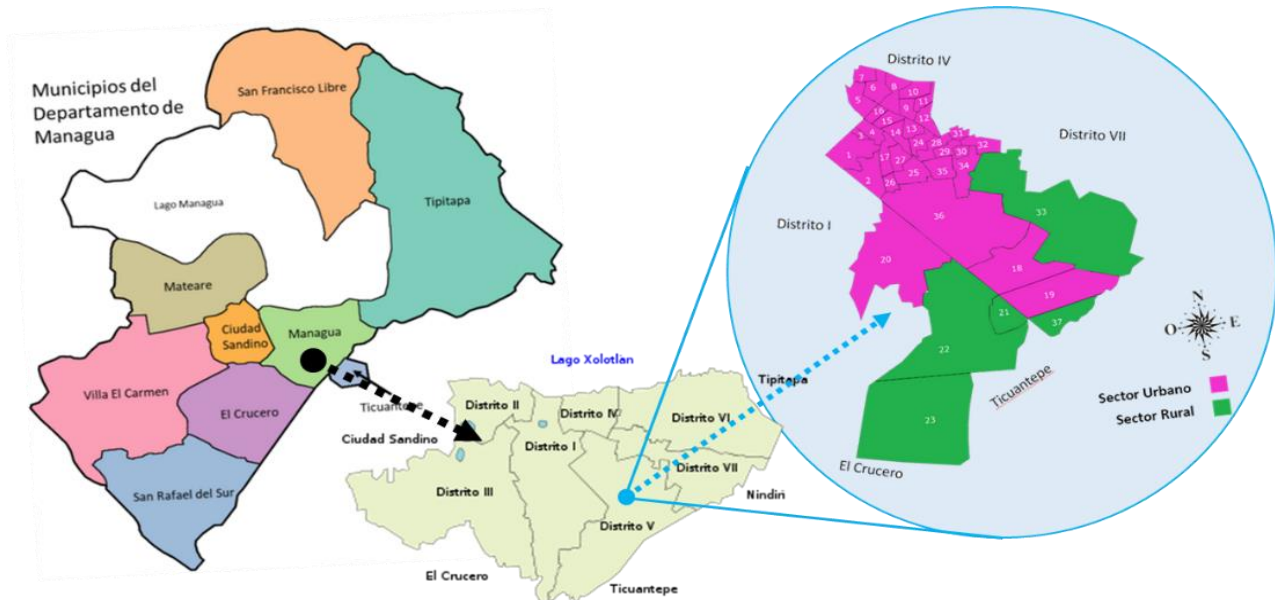 Municipios del
Departamento de
Managua
San Francisco Libre
Tipitapa
Lago Managua
Mateare
Ciudad
Sandino
Managua
Villa El Carmen
El Crucero
Ticuantepe
San Rafael del Sur
Lago Xolotlán
Tipitapa
Distrito II
Distrito IV
Distrito VI
Ciudad Sandino
Distrito I
Distrito VII
Distrito III
Nindiri
Distrito V
El Crucero
Ticuantepe
Distrito IV
Distrito VII
Distrito I
7
6
8
10
5
9
11
16
15
12
3
4
14
13
31
24
28
32
1
17
27
29
30
2
26
25
35
34
36
33
20
18
19
21
37
22
23
Ticuantepe
El Crucero
N
O
E
S
Sector Urbano
Sector Rural